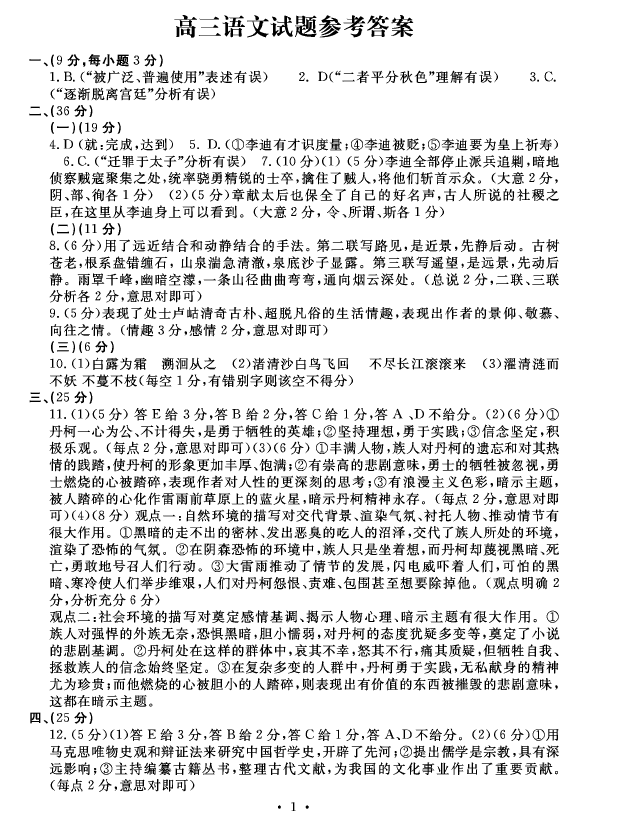 高三语文试题参考答案
一、(9分,每小题3分)
1.B.(“被广泛、普遍使用”表述有误) 2. D(“二者平分秋色”理解有误) 3.C.
(“逐渐脱离宫廷”分析有误)
二、(36分)
(一)(19分)
4.D(就:完成,达到) 5. D.(①李迪有才识度量;④李迪被贬;⑤李迪要为皇上祈寿)
6.C.(“迁罪于太子”分析有误) 7.(10分)(1)(5分)李迪全部停止派兵追剿,暗地
侦察贼寇聚集之处,统率骁勇精锐的士卒,擒住了贼人,将他们斩首示众。(大意2分,
阴、部、徇各1分) (2)(5分)章献太后也保全了自己的好名声,古人所说的社稷之
臣,在这里从李迪身上可以看到。(大意2分,令、所谓、斯各1分)
(二)(11分)
8.(6分)用了远近结合和动静结合的手法。第二联写路见,是近景,先静后动。古树
苍老,根系盘错缠石,山泉湍急清澈,泉底沙子显露。第三联写遥望,是远景,先动后
静。雨罩千峰,幽暗空濛,一条山径曲曲弯弯,通向烟云深处。(总说2分,二联、三联
分析各2分,意思对即可)
9.(5分)表现了处士卢岵清奇古朴、超脱凡俗的生活情趣,表现出作者的景仰、敬慕、
向往之情。(情趣3分,感情2分,意思对即可)
(三)(6分)
10.(1)白露为霜 溯洄从之 (2)渚清沙白鸟飞回 不尽长江滚滚来 (3)濯清涟而
不妖 不蔓不枝(每空1分,有错别字则该空不得分)
三、(25分)
11.(1)(5分)答E给3分,答B给2分,答C给1分,答A、D不给分。(2)(6分)①
丹柯一心为公、不计得失,是勇于牺牲的英雄;②坚持理想,勇于实践;③信念坚定,积
极乐观。(每点2分,意思对即可)(3)(6分)①丰满人物,族人对丹柯的遗忘和对其热
情的践踏,使丹柯的形象更加丰厚、饱满;②有崇高的悲剧意味,勇士的牺牲被忽视,勇
士燃烧的心被踏碎,表现作者对人性的更深刻的思考;③有浪漫主义色彩,暗示主题,
被人踏碎的心化作雷雨前草原上的蓝火星,暗示丹柯精神永存。(每点2分,意思对即
可)(4)(8分)观点一:自然环境的描写对交代背景、渲染气氛、衬托人物、推动情节有
很大作用。①黑暗的走不出的密林、发出恶臭的吃人的沼泽,交代了族人所处的环境,
渲染了恐怖的气氛。②在阴森恐怖的环境中,族人只是坐着想,而丹柯却蔑视黑暗、死
亡,勇敢地号召人们行动。③大雷雨推动了情节的发展,闪电威吓着人们,可怕的黑
暗、寒冷使人们举步维艰,人们对丹柯怨恨、责难、包围甚至想要除掉他。(观点明确2
分,分析充分6分)
观点二:社会环境的描写对奠定感情基调、揭示人物心理、暗示主题有很大作用。①
族人对强悍的外族无奈,恐惧黑暗,胆小懦弱,对丹柯的态度犹疑多变等,奠定了小说
的悲剧基调。②丹柯处在这样的群体中,哀其不幸,怒其不行,痛其质疑,但牺牲自我、
拯救族人的信念始终坚定。③在复杂多变的人群中,丹柯勇于实践,无私献身的精神
尤为珍贵;而他燃烧的心被胆小的人踏碎,则表现出有价值的东西被摧毁的悲剧意味,
这都在暗示主题。
四、(25分)
12.(5分)(1)答E给3分,答B给2分,答C给1分,答A、D不给分。(2)(6分)①用
马克思唯物史观和辩证法来研究中国哲学史,开辟了先河;②提出儒学是宗教,具有深
远影响;③主持编纂古籍丛书,整理古代文献,为我国的文化事业作出了重要贡献。
(每点2分,意思对即可)
· 1 ·